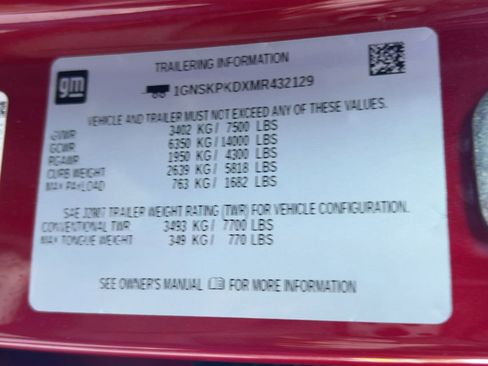 TRAILERING INFORMATION
gm
1GNSKPKDXMR432129
VEHICLE AND TRAILER MUST NOT EXCEED ANY OF THESE VALUES.
GVWR 3402 KG / 7500 LBS
GCWR 6350 KG / 14000 LBS
RGAWR 1950 KG / 4300 LBS
CURB WEIGHT 2639 KG / 5818 LBS
MAX PAYLOAD 763 KG / 1682 LBS
SAE J2807 TRAILER WEIGHT RATING (TWR) FOR VEHICLE CONFIGURATION.
CONVENTIONAL TWR 3493 KG / 7700 LBS
MAX TONGUE WEIGHT 349 KG / 770 LBS
SEE OWNER'S MANUAL FOR MORE INFORMATION